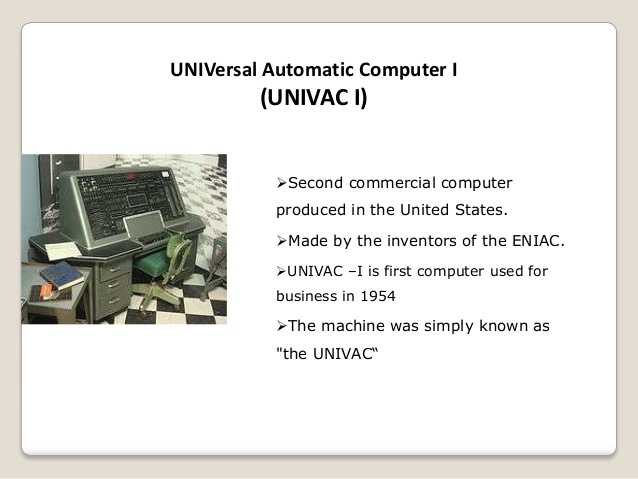 UNIVersal Automatic Computer I
(UNIVAC I)
➢Second commercial computer
produced in the United States.
➢Made by the inventors of the ENIAC.
➢UNIVAC –I is first computer used for
business in 1954
➢The machine was simply known as
"the UNIVAC‟